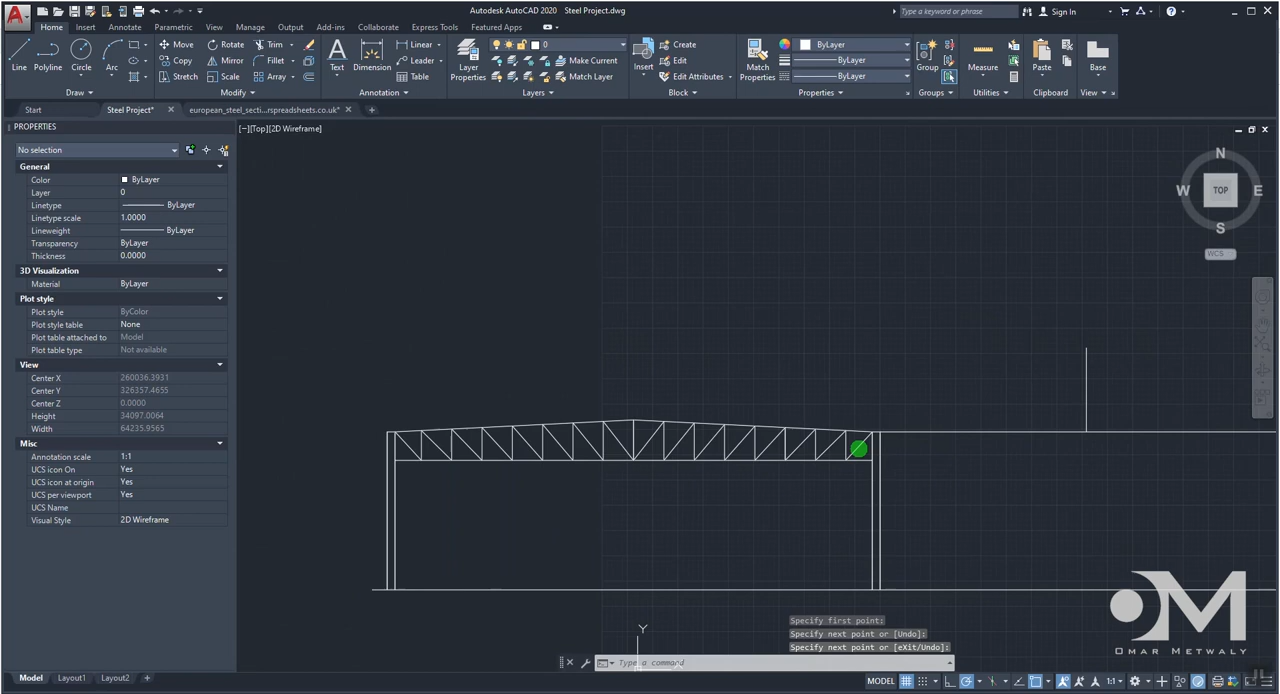 Autodesk AutoCAD 2020 Steel Project.dwg
Type a keyword or phrase
Sign In
Home Insert Annotate Parametric View Manage Output Add-ins Collaborate Express Tools Featured Apps
Line Polyline Circle Arc
Move Rotate Trim
Copy Mirror Fillet
Stretch Scale Array
Text Dimension
Linear
Leader
Table
Layer Properties
0
Make Current
Match Layer
Insert
Create
Edit
Edit Attributes
Match Properties
ByLayer
ByLayer
ByLayer
Group Measure Paste Base
Draw Modify Annotation Layers Block Properties Groups Utilities Clipboard View
Start Steel Project* european_steel_secti...rspreadsheets.co.uk*
PROPERTIES
[−][Top][2D Wireframe]
No selection
General
Color ByLayer
Layer 0
Linetype ByLayer
Linetype scale 1.0000
Lineweight ByLayer
Transparency ByLayer
Thickness 0.0000
3D Visualization
Material ByLayer
Plot style
Plot style ByColor
Plot style table None
Plot table attached to Model
Plot table type Not available
View
Center X 260036.3931
Center Y 326357.4655
Center Z 0.0000
Height 34097.0064
Width 64235.9565
Misc
Annotation scale 1:1
UCS icon On Yes
UCS icon at origin Yes
UCS per viewport Yes
UCS Name
Visual Style 2D Wireframe
N
W TOP E
S
WCS
Y
Specify first point:
Specify next point or [Undo]:
Specify next point or [eXit/Undo]:
Type a command
OM
OMAR METWALY
Model Layout1 Layout2
MODEL 1:1